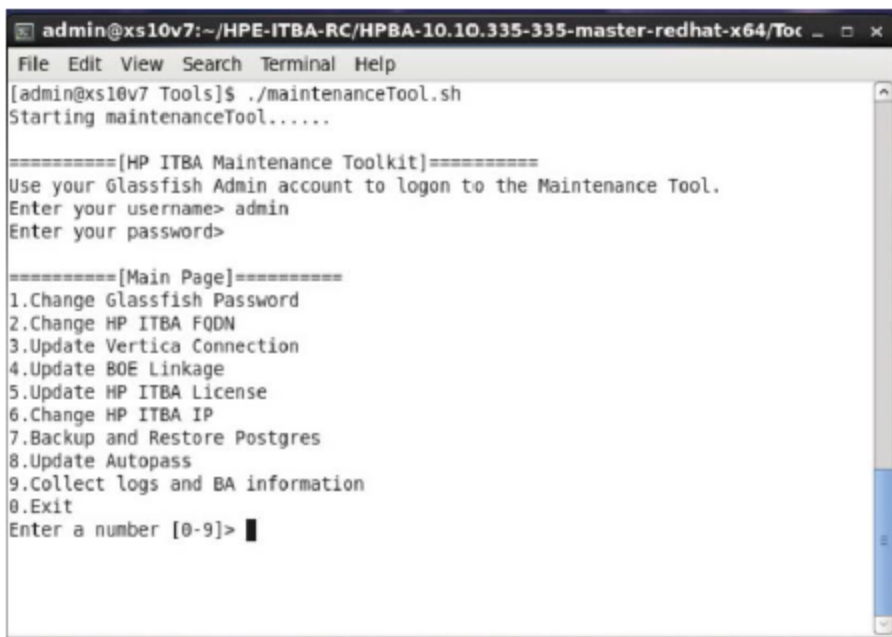 admin@xs10v7:~/HPE-ITBA-RC/HPBA-10.10.335-335-master-redhat-x64/Toc
File Edit View Search Terminal Help
[admin@xs10v7 Tools]$ ./maintenanceTool.sh
Starting maintenanceTool......
==========[HP ITBA Maintenance Toolkit]==========
Use your Glassfish Admin account to logon to the Maintenance Tool.
Enter your username> admin
Enter your password>
==========[Main Page]==========
1.Change Glassfish Password
2.Change HP ITBA FQDN
3.Update Vertica Connection
4.Update BOE Linkage
5.Update HP ITBA License
6.Change HP ITBA IP
7.Backup and Restore Postgres
8.Update Autopass
9.Collect logs and BA information
0.Exit
Enter a number [0-9]>